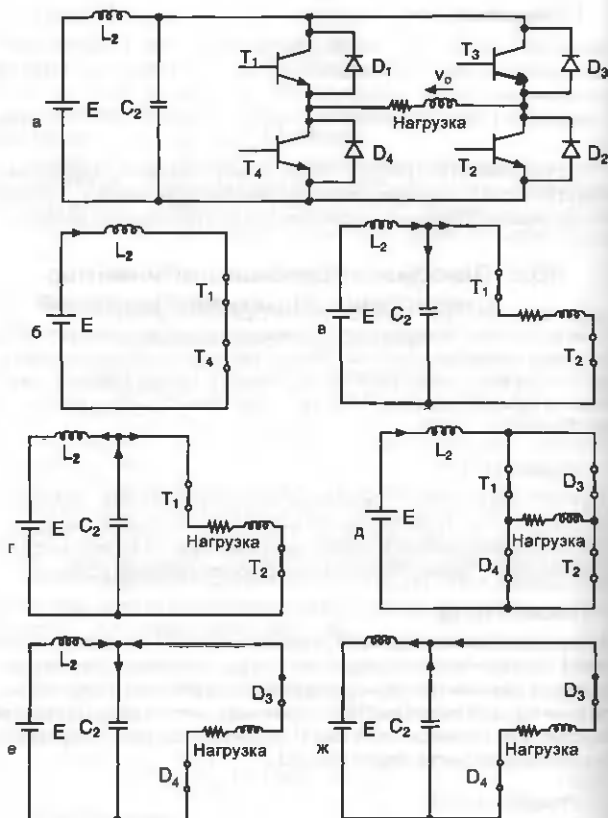 L₂
T₁
D₁
T₃
D₃
v₀
E
C₂
Нагрузка
а
T₄
D₄
T₂
D₂
L₂
T₁
б
E
T₄
L₂
T₁
в
E
C₂
T₂
L₂
T₁
г
E
C₂
Нагрузка
T₂
L₂
T₁
D₃
д
E
Нагрузка
D₄
T₂
L₂
D₃
е
E
C₂
Нагрузка
D₄
L₂
D₃
ж
E
C₂
Нагрузка
D₄